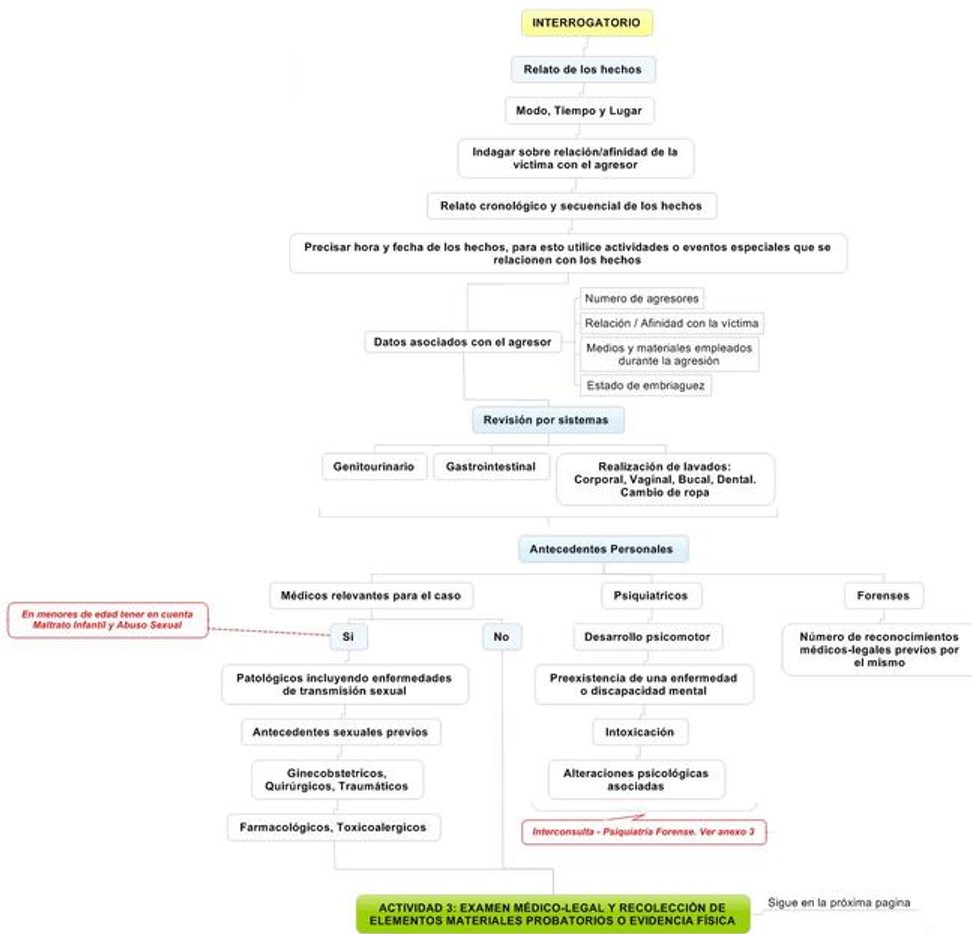 INTERROGATORIO
Relato de los hechos
Modo, Tiempo y Lugar
Indagar sobre relación/afinidad de la
víctima con el agresor
Relato cronológico y secuencial de los hechos
Precisar hora y fecha de los hechos, para esto utilice actividades o eventos especiales que se
relacionen con los hechos
Datos asociados con el agresor
Numero de agresores
Relación / Afinidad con la víctima
Medios y materiales empleados
durante la agresión
Estado de embriaguez
Revisión por sistemas
Genitourinario
Gastrointestinal
Realización de lavados:
Corporal, Vaginal, Bucal, Dental.
Cambio de ropa
Antecedentes Personales
Médicos relevantes para el caso
Psiquiatricos
Forenses
En menores de edad tener en cuenta
Maltrato Infantil y Abuso Sexual
Si
No
Desarrollo psicomotor
Número de reconocimientos
médicos-legales previos por
el mismo
Patológicos incluyendo enfermedades
de transmisión sexual
Preexistencia de una enfermedad
o discapacidad mental
Antecedentes sexuales previos
Intoxicación
Ginecobstetricos,
Quirúrgicos, Traumáticos
Alteraciones psicológicas
asociadas
Farmacológicos, Toxicoalergicos
Interconsulta - Psiquiatría Forense. Ver anexo 3
ACTIVIDAD 3: EXAMEN MÉDICO-LEGAL Y RECOLECCIÓN DE
ELEMENTOS MATERIALES PROBATORIOS O EVIDENCIA FÍSICA
Sigue en la próxima pagina